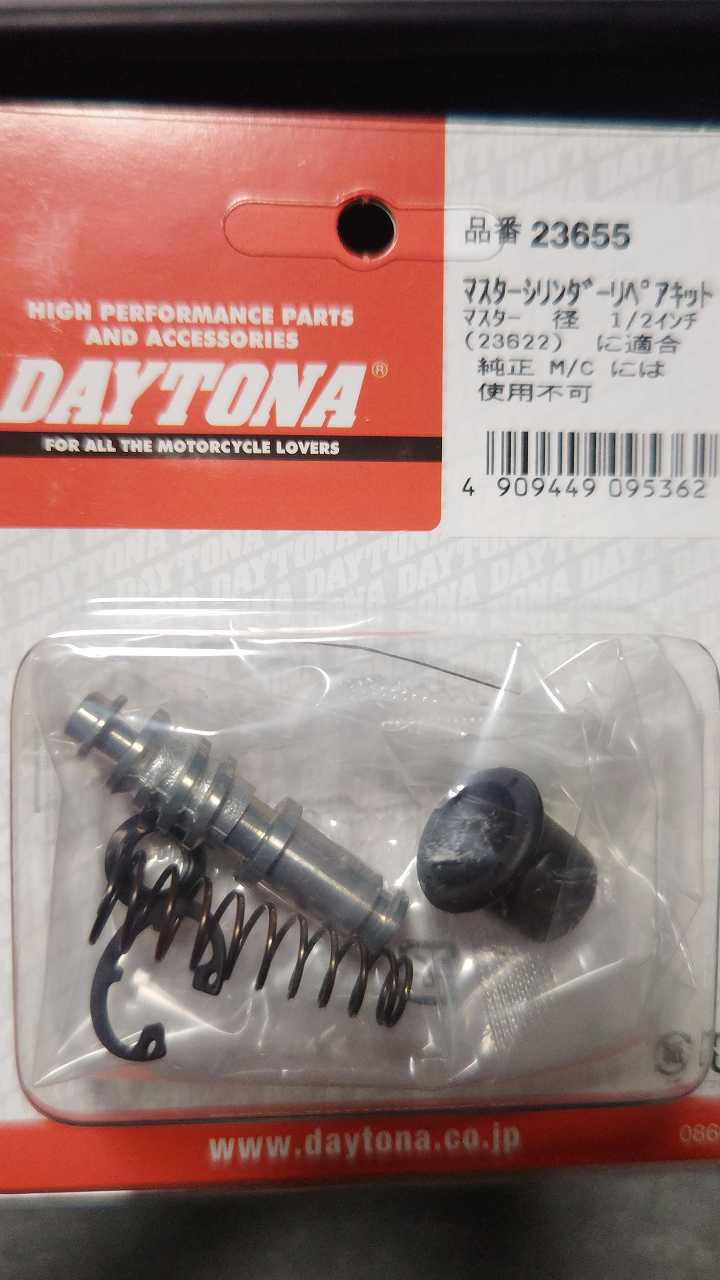 品番 23655
マスターシリンダーリペアキット
マスター 径 1/2インチ
(23622) に適合
純正 M/C には
使用不可
4 909449 095362
HIGH PERFORMANCE PARTS
AND ACCESSORIES
DAYTONA®
FOR ALL THE MOTORCYCLE LOVERS
www.daytona.co.jp